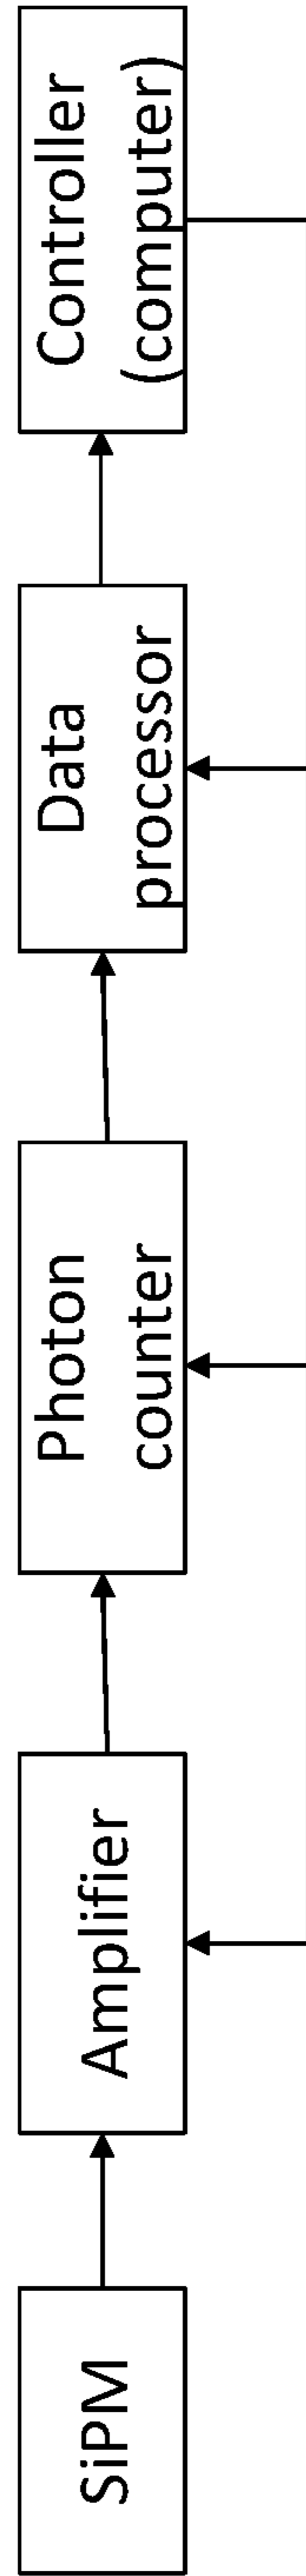 SiPM
Amplifier
Photon
counter
Data
processor
Controller
(computer)